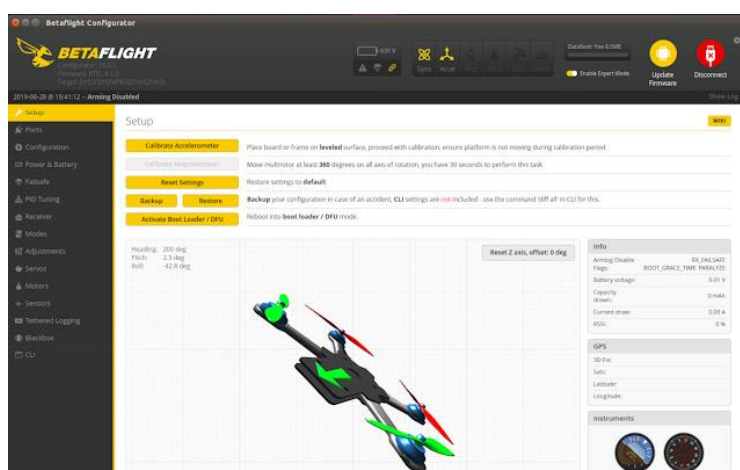 Betaflight Configurator
BETAFLIGHT
0.01 V
Dataflash: free 8.0MB
Gyro Accel
Enable Expert Mode
Update Firmware
Disconnect
2019-06-28 @ 19:41:12 -- Arming Disabled
Show Log
Setup
Ports
Configuration
Power & Battery
Failsafe
PID Tuning
Receiver
Modes
Adjustments
Servos
Motors
Sensors
Tethered Logging
Blackbox
CLI
Setup
WIKI
Calibrate Accelerometer
Place board or frame on leveled surface, proceed with calibration, ensure platform is not moving during calibration period
Calibrate Magnetometer
Move multirotor at least 360 degrees on all axis of rotation, you have 30 seconds to perform this task
Reset Settings
Restore settings to default
Backup
Restore
Backup your configuration in case of an accident, CLI settings are not included - use the command 'diff all' in CLI for this.
Activate Boot Loader / DFU
Reboot into boot loader / DFU mode.
Heading: 200 deg
Pitch: 2.3 deg
Roll: -42.8 deg
Reset Z axis, offset: 0 deg
Info
Arming Disable Flags: RX_FAILSAFE BOOT_GRACE_TIME PARALYZE
Battery voltage: 0.01 V
Capacity drawn: 0 mAh
Current draw: 0.00 A
RSSI: 0 %
GPS
3D Fix:
Sats:
Latitude:
Longitude:
Instruments